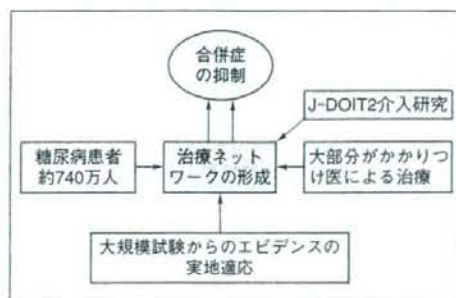 合併症
の抑制
J-DOIT2介入研究
糖尿病患者
約740万人
治療ネット
ワークの形成
大部分がかかりつ
け医による治療
大規模試験からのエビデンスの
実地適応